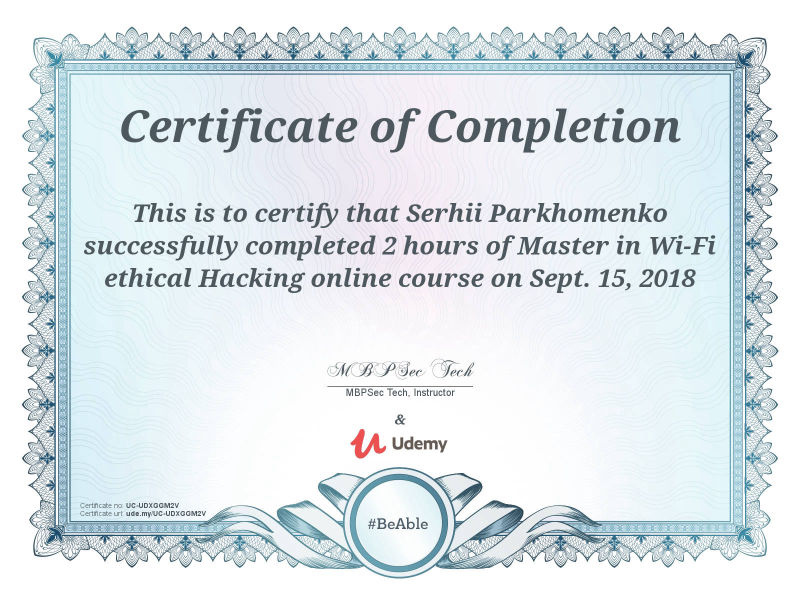 Certificate of Completion
This is to certify that Serhii Parkhomenko
successfully completed 2 hours of Master in Wi-Fi
ethical Hacking online course on Sept. 15, 2018
MBPSec Tech
MBPSec Tech, Instructor
&
Udemy
#BeAble
Certificate no: UC-UDXGGM2V
Certificate url: ude.my/UC-UDXGGM2V